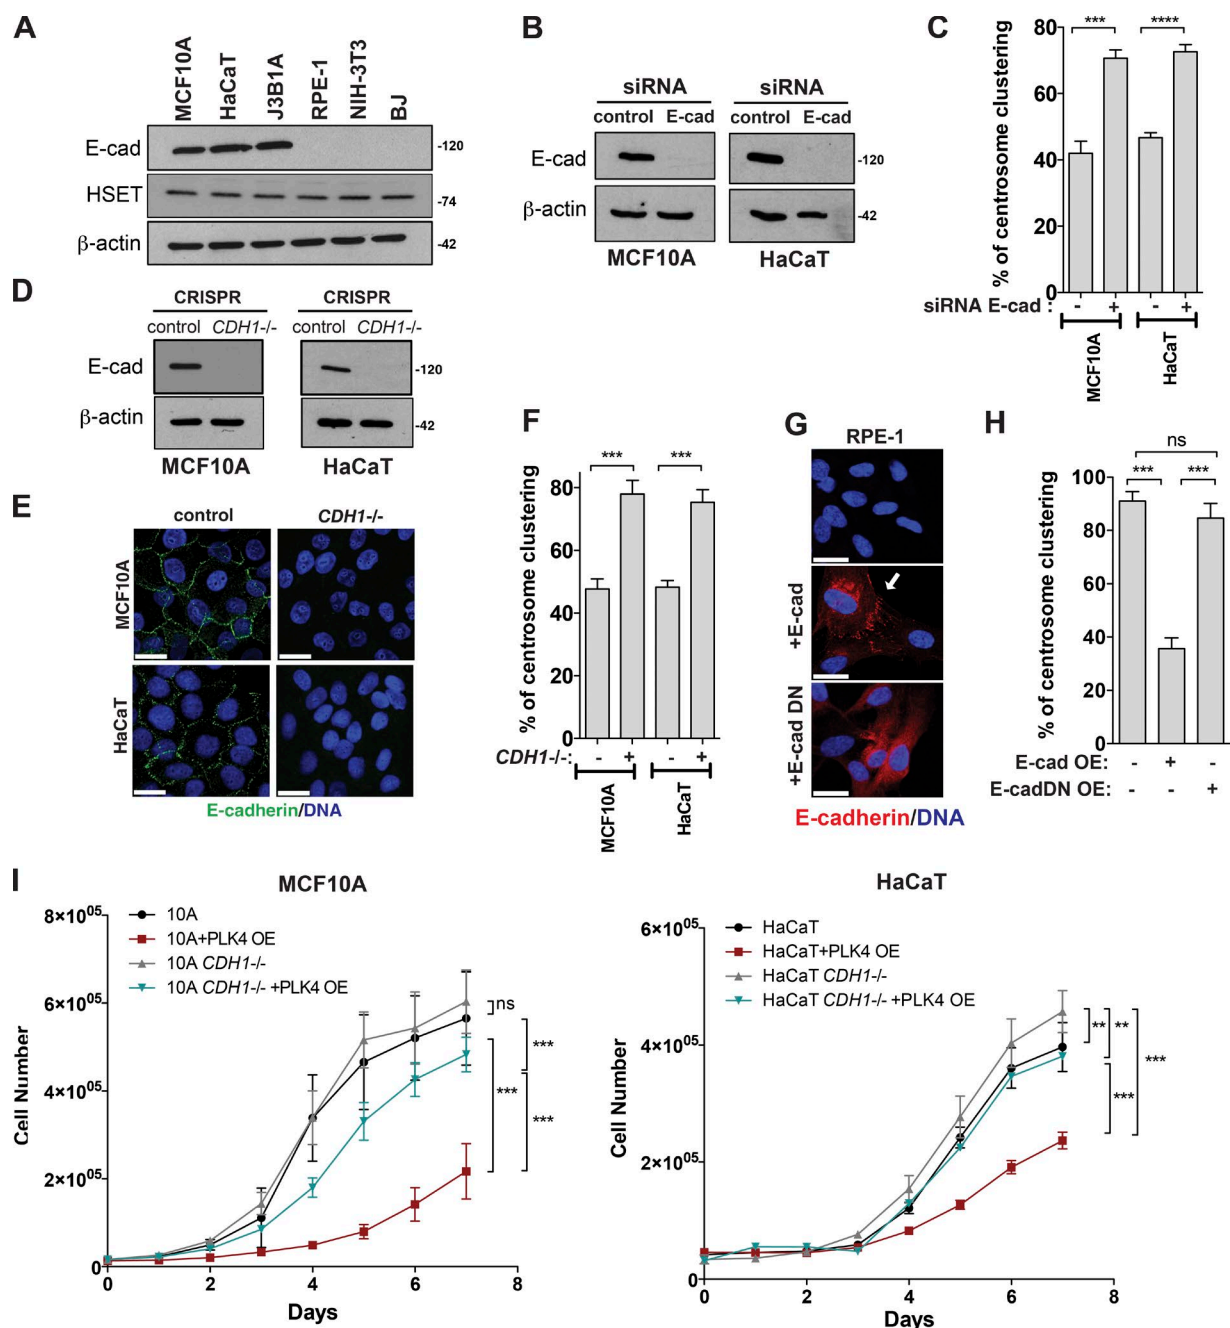 A
MCF10A
HaCaT
J3B1A
RPE-1
NIH-3T3
BJ
E-cad
-120
HSET
-74
β-actin
-42
B
siRNA
siRNA
control E-cad
control E-cad
E-cad
-120
β-actin
-42
MCF10A
HaCaT
C
% of centrosome clustering
80
60
40
20
0
***
****
siRNA E-cad :
- + - +
MCF10A
HaCaT
D
CRISPR
CRISPR
control CDH1-/-
control CDH1-/-
E-cad
-120
β-actin
-42
MCF10A
HaCaT
E
control
CDH1-/-
MCF10A
HaCaT
E-cadherin/DNA
F
% of centrosome clustering
80
60
40
20
0
***
***
CDH1-/-:
- + - +
MCF10A
HaCaT
G
RPE-1
+E-cad
+E-cad DN
E-cadherin/DNA
H
% of centrosome clustering
100
80
60
40
20
0
ns
***
***
E-cad OE: - + -
E-cadDN OE: - - +
I
MCF10A
Cell Number
8×10⁰⁵
6×10⁰⁵
4×10⁰⁵
2×10⁰⁵
0
10A
10A+PLK4 OE
10A CDH1-/-
10A CDH1-/- +PLK4 OE
ns
***
***
***
0 2 4 6 8
Days
HaCaT
Cell Number
6×10⁰⁵
4×10⁰⁵
2×10⁰⁵
0
HaCaT
HaCaT+PLK4 OE
HaCaT CDH1-/-
HaCaT CDH1-/- +PLK4 OE
**
**
***
***
0 2 4 6 8
Days